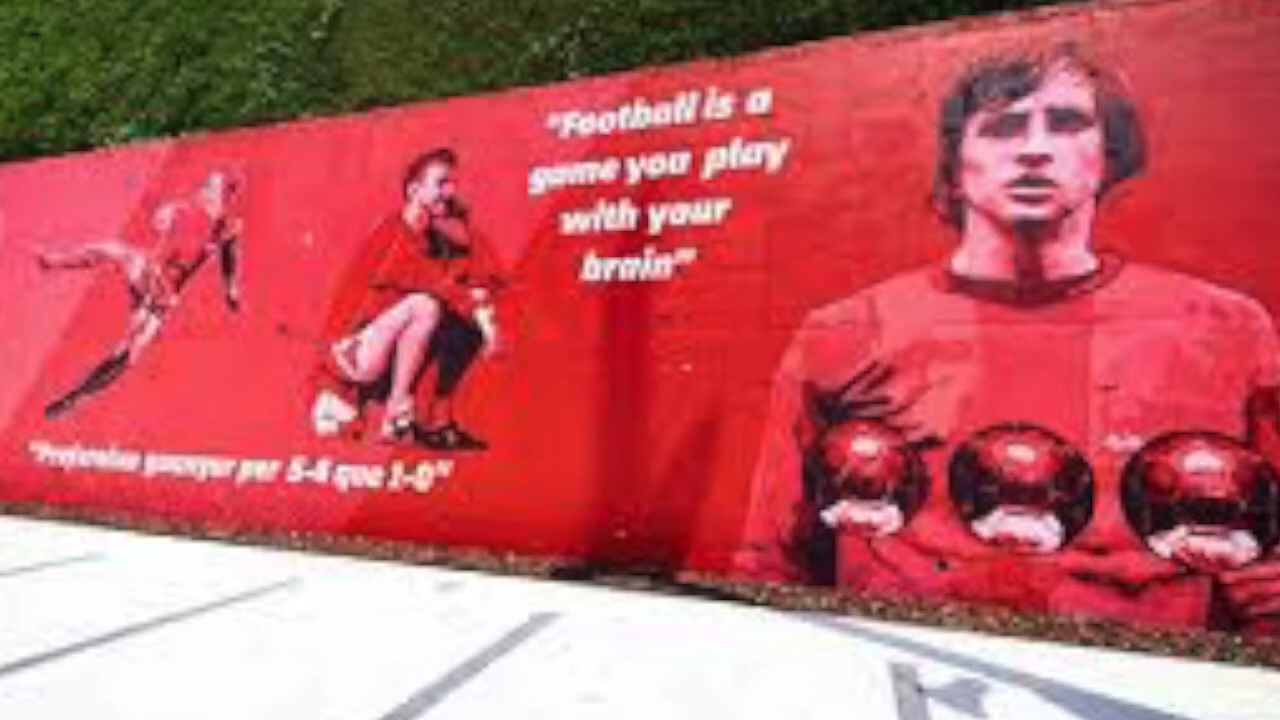 "Football is a
game you play
with your
brain"
"Prefereixo guanyar per 5-4 que 1-0"